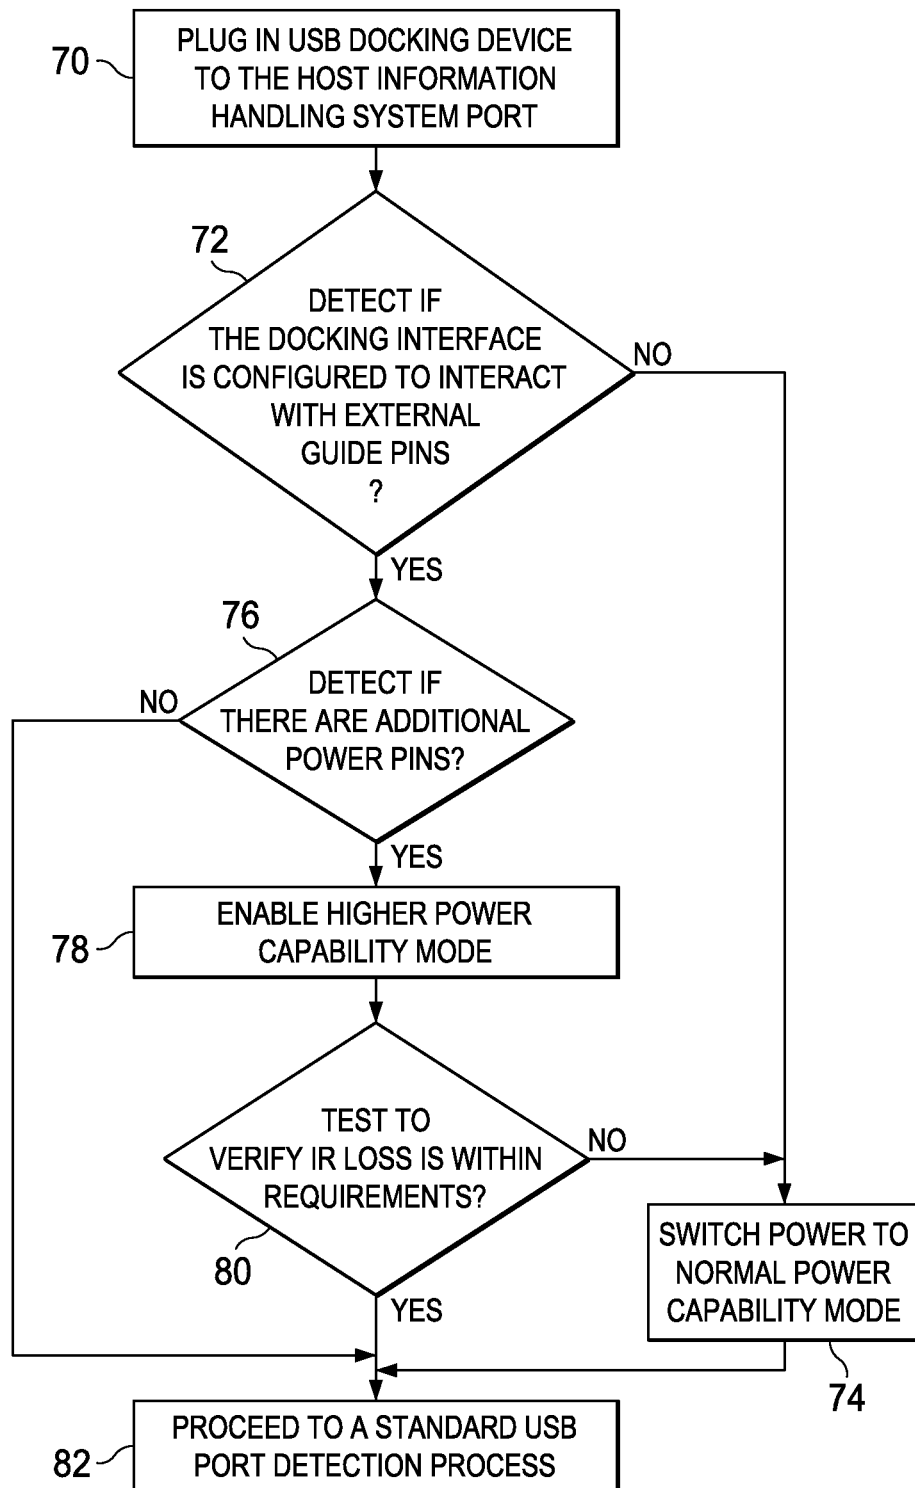 70
PLUG IN USB DOCKING DEVICE
TO THE HOST INFORMATION
HANDLING SYSTEM PORT
72
DETECT IF
THE DOCKING INTERFACE
IS CONFIGURED TO INTERACT
WITH EXTERNAL
GUIDE PINS
?
NO
YES
76
DETECT IF
THERE ARE ADDITIONAL
POWER PINS?
NO
YES
78
ENABLE HIGHER POWER
CAPABILITY MODE
TEST TO
VERIFY IR LOSS IS WITHIN
REQUIREMENTS?
NO
80
YES
SWITCH POWER TO
NORMAL POWER
CAPABILITY MODE
74
82
PROCEED TO A STANDARD USB
PORT DETECTION PROCESS